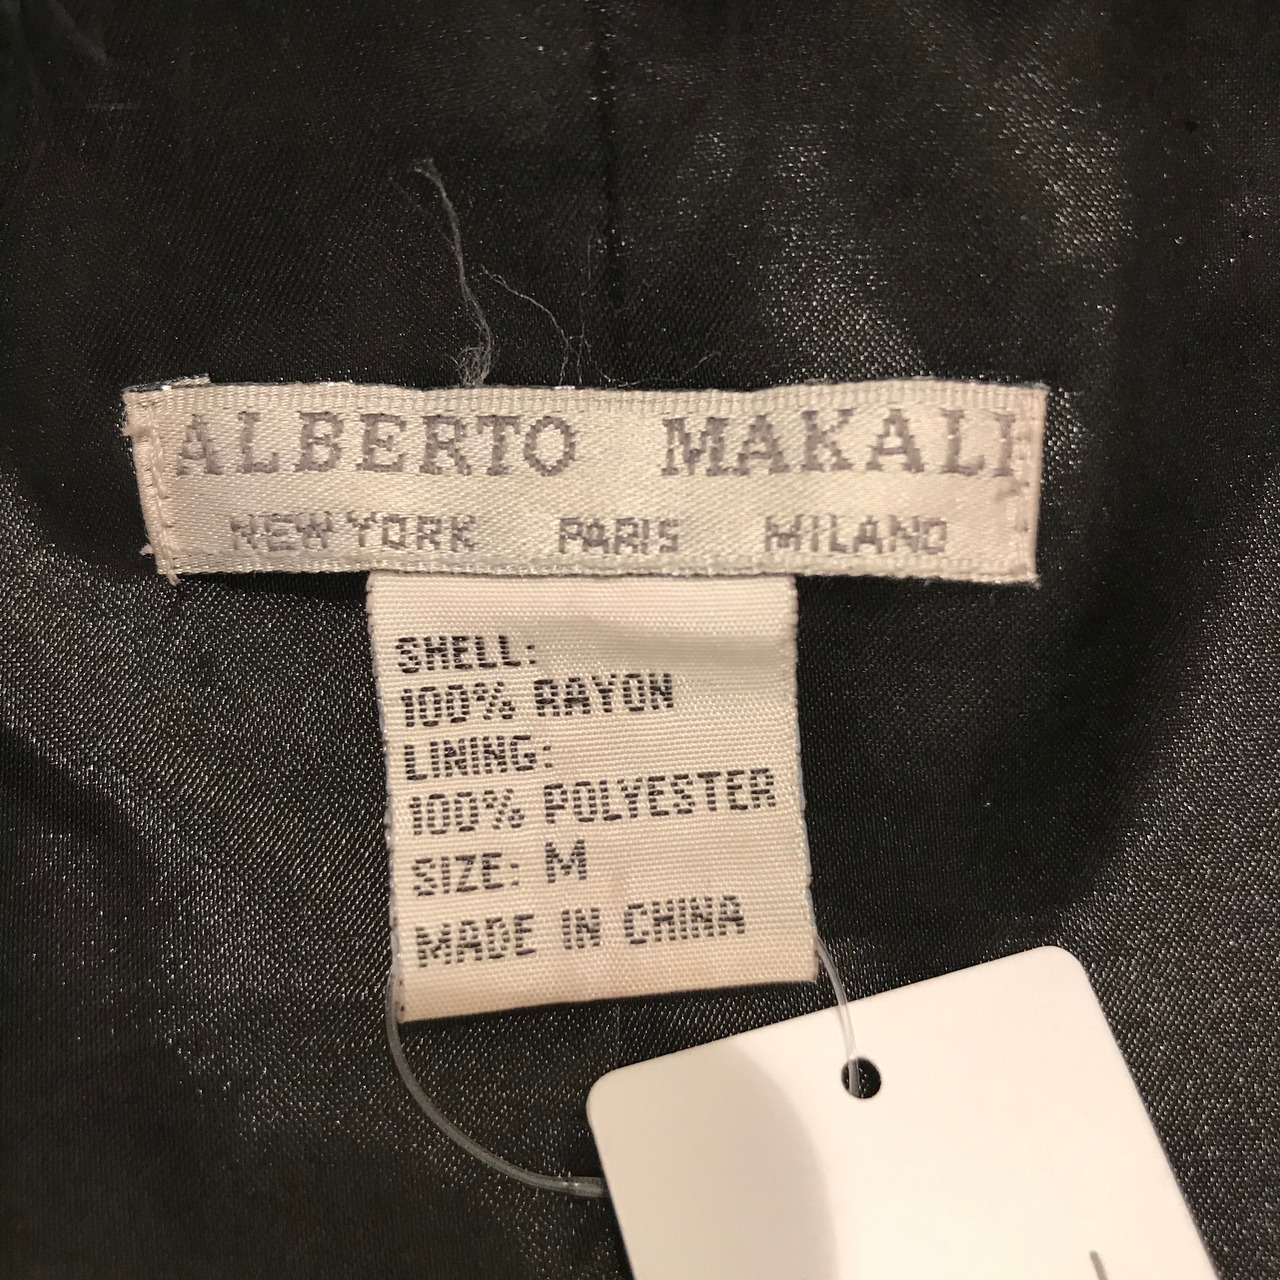 ALBERTO MAKALI
NEW YORK PARIS MILANO
SHELL:
100% RAYON
LINING:
100% POLYESTER
SIZE: M
MADE IN CHINA